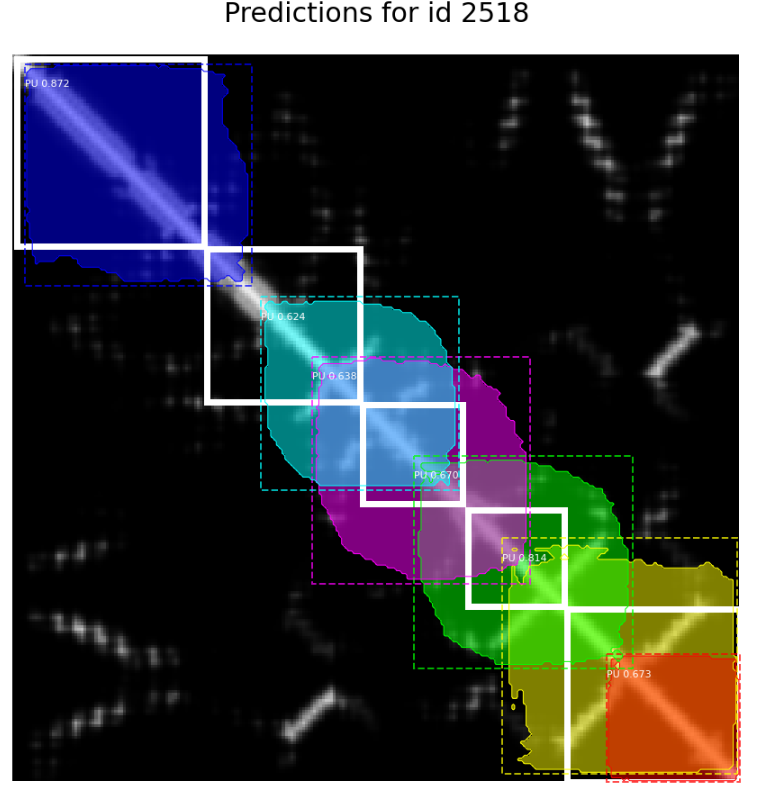 Predictions for id 2518
PU 0.872
PU 0.624
PU 0.638
PU 0.670
PU 0.814
PU 0.673